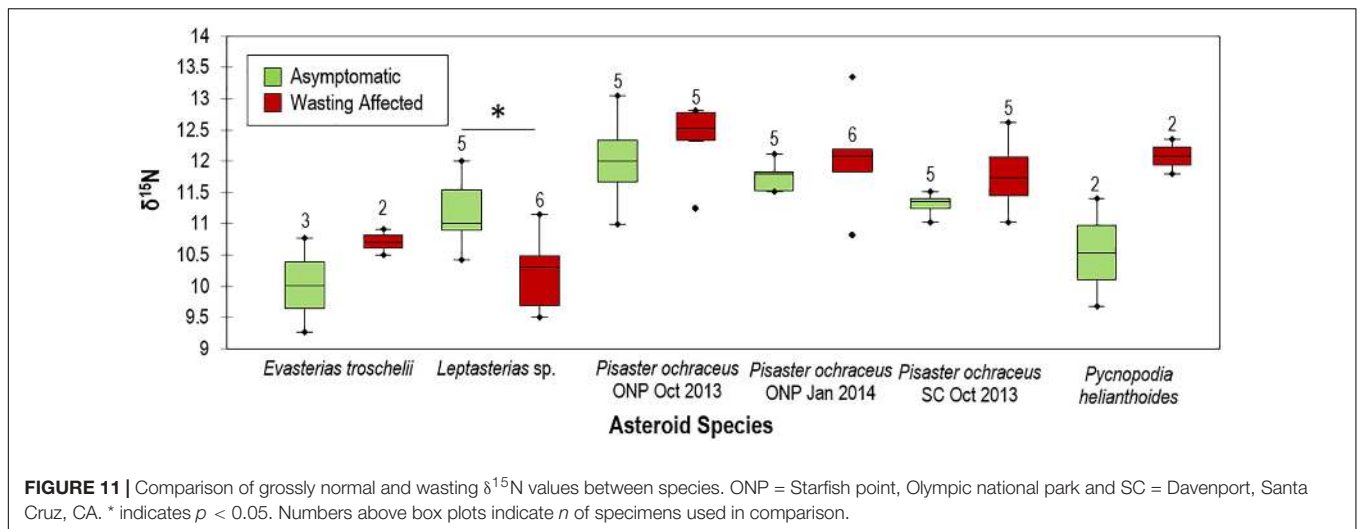 14
13.5
13
12.5
12
11.5
11
10.5
10
9.5
9
δ¹⁵N
Asymptomatic
Wasting Affected
3
2
5
*
6
5
5
5
6
5
5
2
2
Evasterias troschelii
Leptasterias sp.
Pisaster ochraceus
ONP Oct 2013
Pisaster ochraceus
ONP Jan 2014
Pisaster ochraceus
SC Oct 2013
Pycnopodia
helianthoides
Asteroid Species
FIGURE 11 | Comparison of grossly normal and wasting δ¹⁵N values between species. ONP = Starfish point, Olympic national park and SC = Davenport, Santa
Cruz, CA. * indicates p < 0.05. Numbers above box plots indicate n of specimens used in comparison.